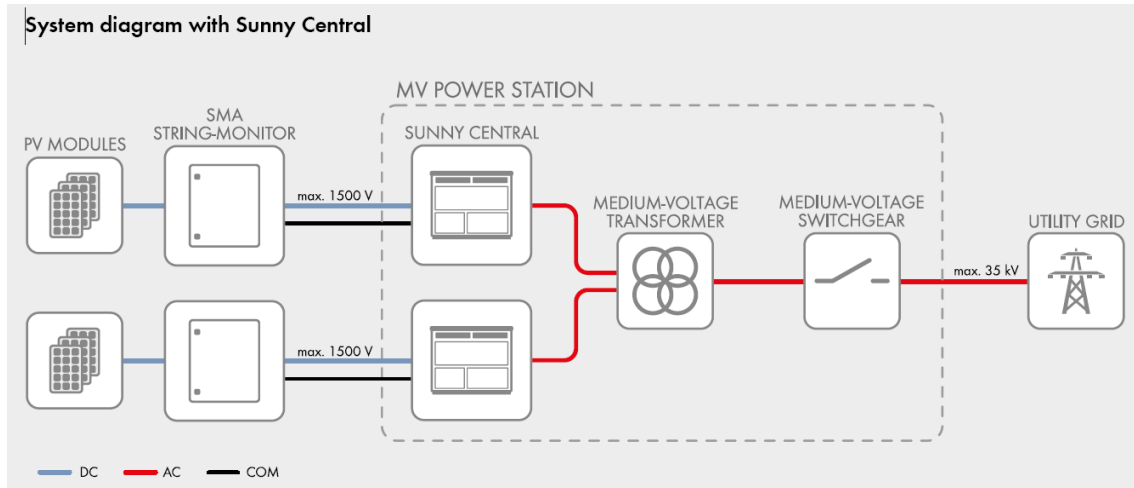 System diagram with Sunny Central
MV POWER STATION
SMA
STRING-MONITOR
PV MODULES
SUNNY CENTRAL
max. 1500 V
MEDIUM-VOLTAGE
TRANSFORMER
MEDIUM-VOLTAGE
SWITCHGEAR
UTILITY GRID
max. 35 kV
max. 1500 V
DC
AC
COM